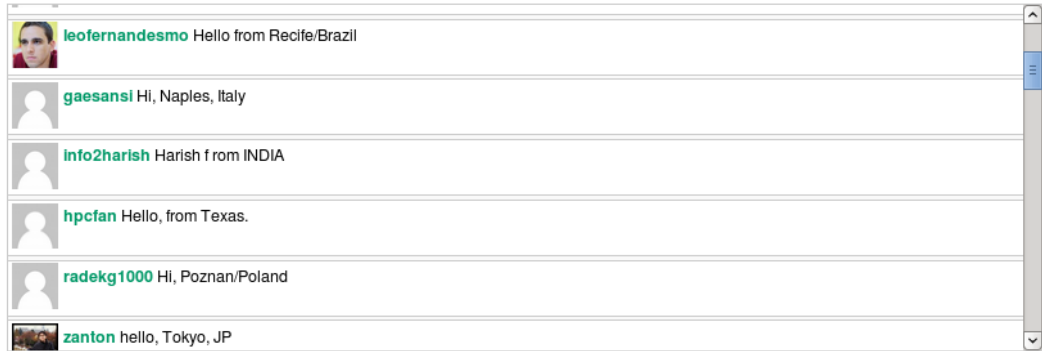 leofernandesmo Hello from Recife/Brazil
gaesansi Hi, Naples, Italy
info2harish Harish f rom INDIA
hpcfan Hello, from Texas.
radekg1000 Hi, Poznan/Poland
zanton hello, Tokyo, JP